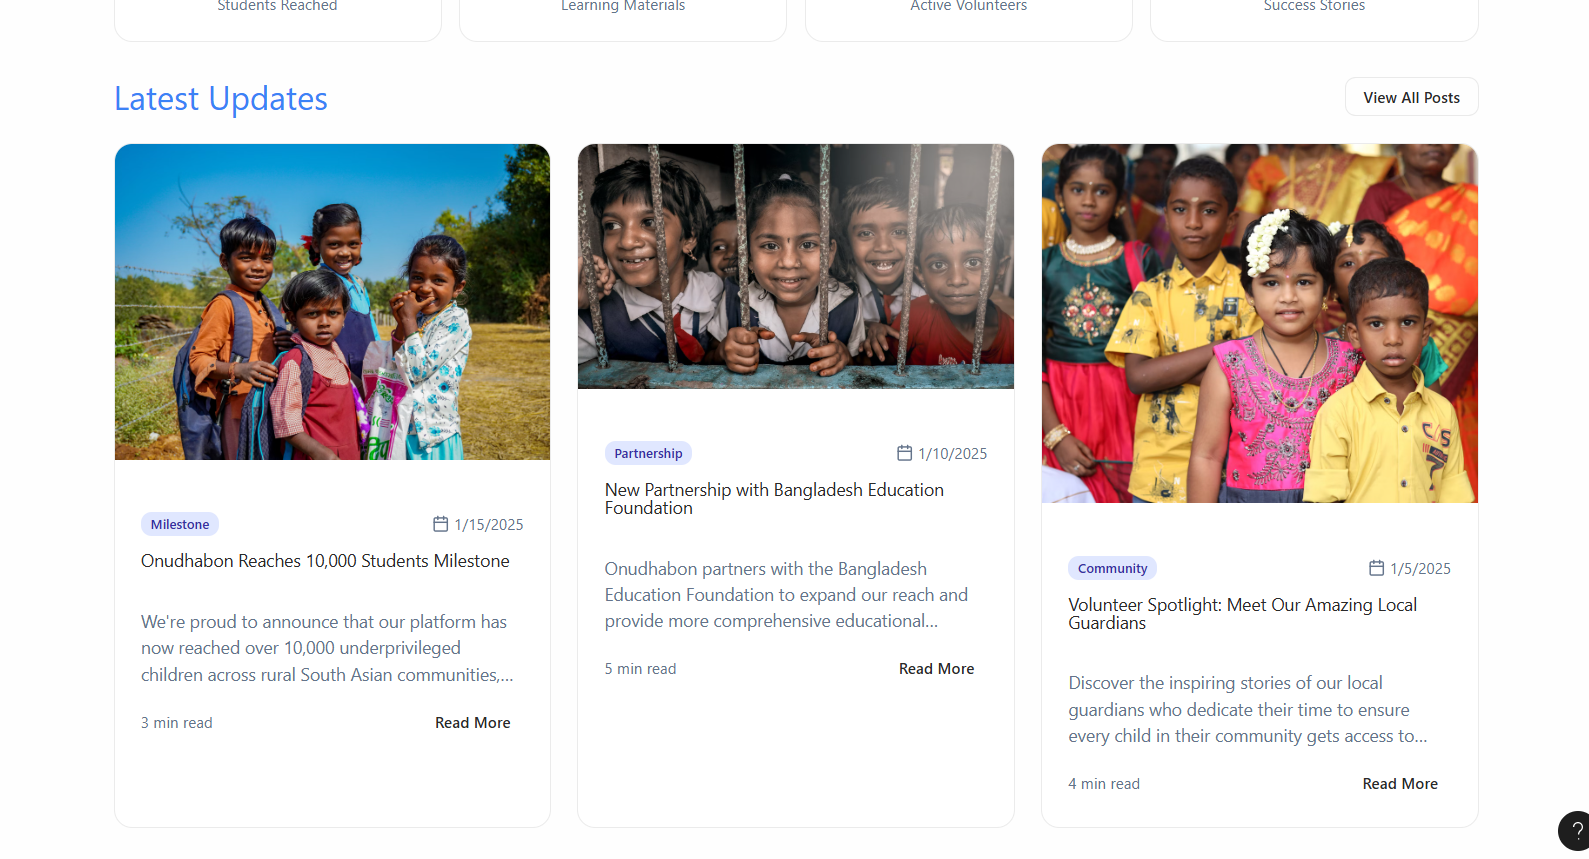 Students Reached
Learning Materials
Active Volunteers
Success Stories
Latest Updates
View All Posts
Milestone
1/15/2025
Onudhabon Reaches 10,000 Students Milestone
We're proud to announce that our platform has
now reached over 10,000 underprivileged
children across rural South Asian communities,...
3 min read
Read More
Partnership
1/10/2025
New Partnership with Bangladesh Education
Foundation
Onudhabon partners with the Bangladesh
Education Foundation to expand our reach and
provide more comprehensive educational...
5 min read
Read More
Community
1/5/2025
Volunteer Spotlight: Meet Our Amazing Local
Guardians
Discover the inspiring stories of our local
guardians who dedicate their time to ensure
every child in their community gets access to...
4 min read
Read More
?